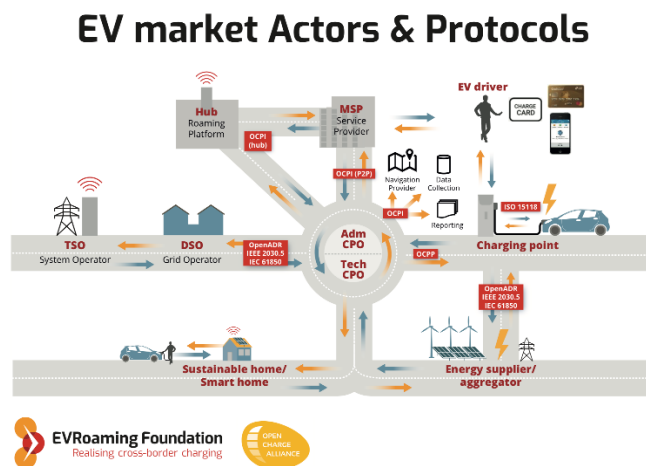 EV market Actors & Protocols
Hub
Roaming
Platform
OCPI
(hub)
MSP
Service
Provider
OCPI (P2P)
EV driver
CHARGE
CARD
Navigation
Provider
Data
Collection
OCPI
Reporting
ISO 15118
Charging point
TSO
System Operator
DSO
Grid Operator
OpenADR
IEEE 2030.5
IEC 61850
Adm
CPO
Tech
CPO
OCPP
OpenADR
IEEE 2030.5
IEC 61850
Sustainable home/
Smart home
Energy supplier/
aggregator
EVRoaming Foundation
Realising cross-border charging
OPEN
CHARGE
ALLIANCE